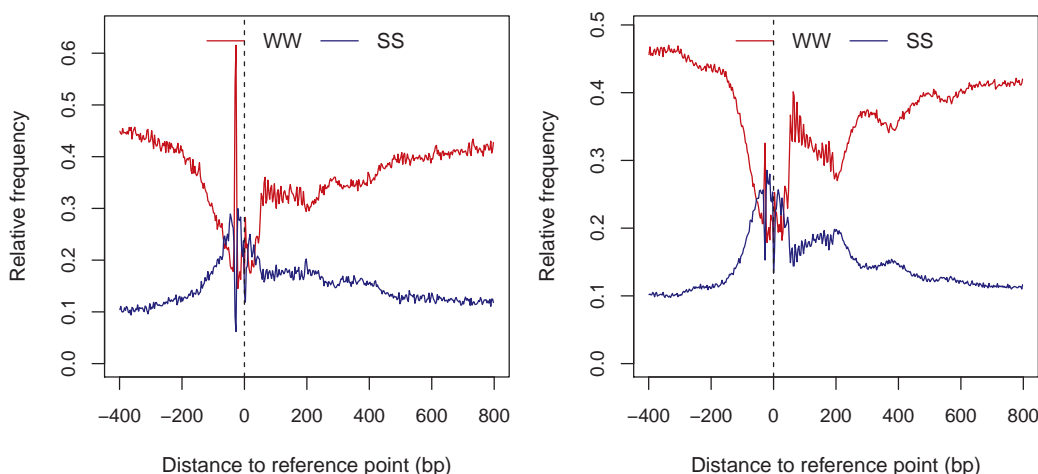 WW SS
Relative frequency
0.0 0.1 0.2 0.3 0.4 0.5 0.6
−400 −200 0 200 400 600 800
Distance to reference point (bp)
WW SS
Relative frequency
0.0 0.1 0.2 0.3 0.4 0.5
−400 −200 0 200 400 600 800
Distance to reference point (bp)